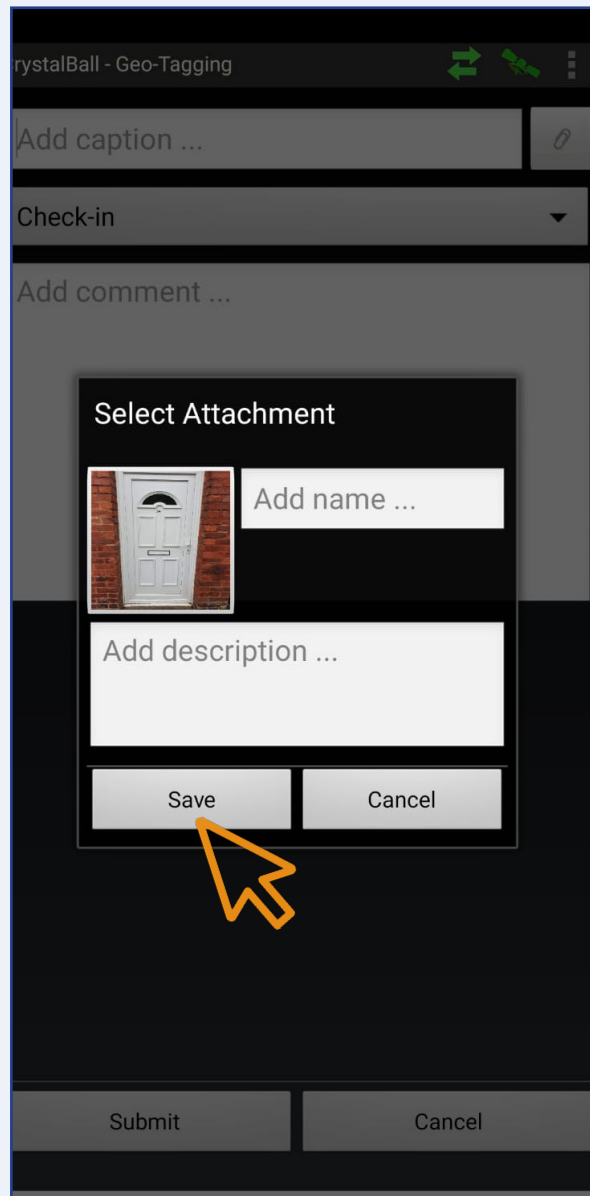 rystalBall - Geo-Tagging
Add caption ...
Check-in
Add comment ...
Select Attachment
Add name ...
Add description ...
Save
Cancel
Submit
Cancel